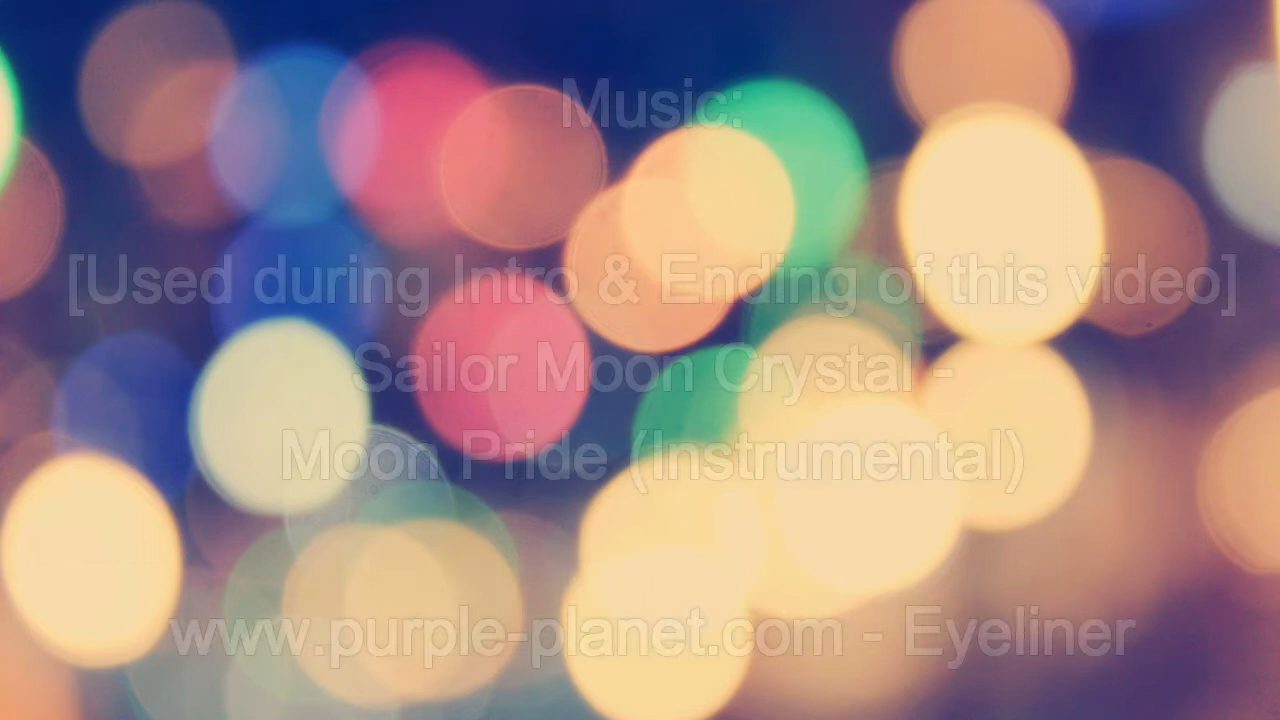 Music:
[Used during Intro & Ending of this video]
Sailor Moon Crystal -
Moon Pride (Instrumental)
www.purple-planet.com - Eyeliner